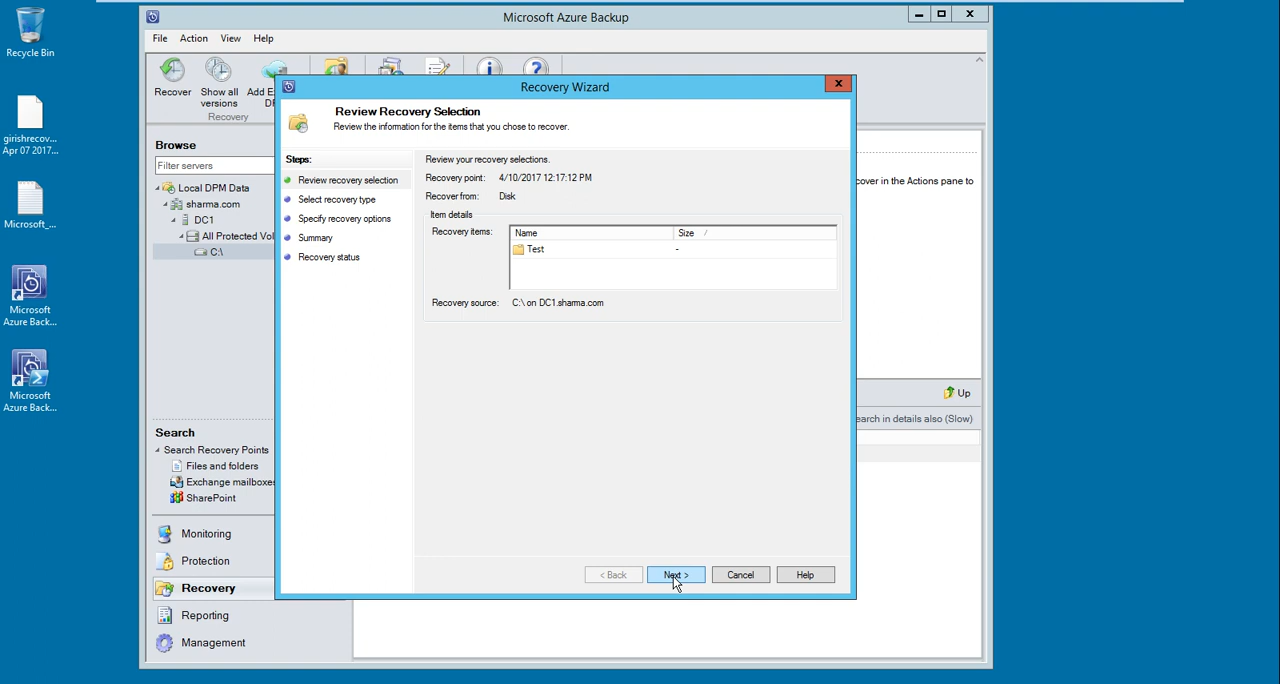 Recycle Bin
girishrecov...
Apr 07 2017...
Microsoft_...
Microsoft
Azure Back...
Microsoft
Azure Back...
Microsoft Azure Backup
File Action View Help
Recover
Show all
versions
Recovery
Browse
Filter servers
Local DPM Data
sharma.com
DC1
All Protected Vol
C:\
Search
Search Recovery Points
Files and folders
Exchange mailboxes
SharePoint
Monitoring
Protection
Recovery
Reporting
Management
Recovery Wizard
Review Recovery Selection
Review the information for the items that you chose to recover.
Steps:
Review recovery selection
Select recovery type
Specify recovery options
Summary
Recovery status
Review your recovery selections.
Recovery point: 4/10/2017 12:17:12 PM
Recover from: Disk
Item details
Recovery items:
Name Size
Test -
Recovery source: C:\ on DC1.sharma.com
< Back Next > Cancel Help
cover in the Actions pane to
Up
earch in details also (Slow)